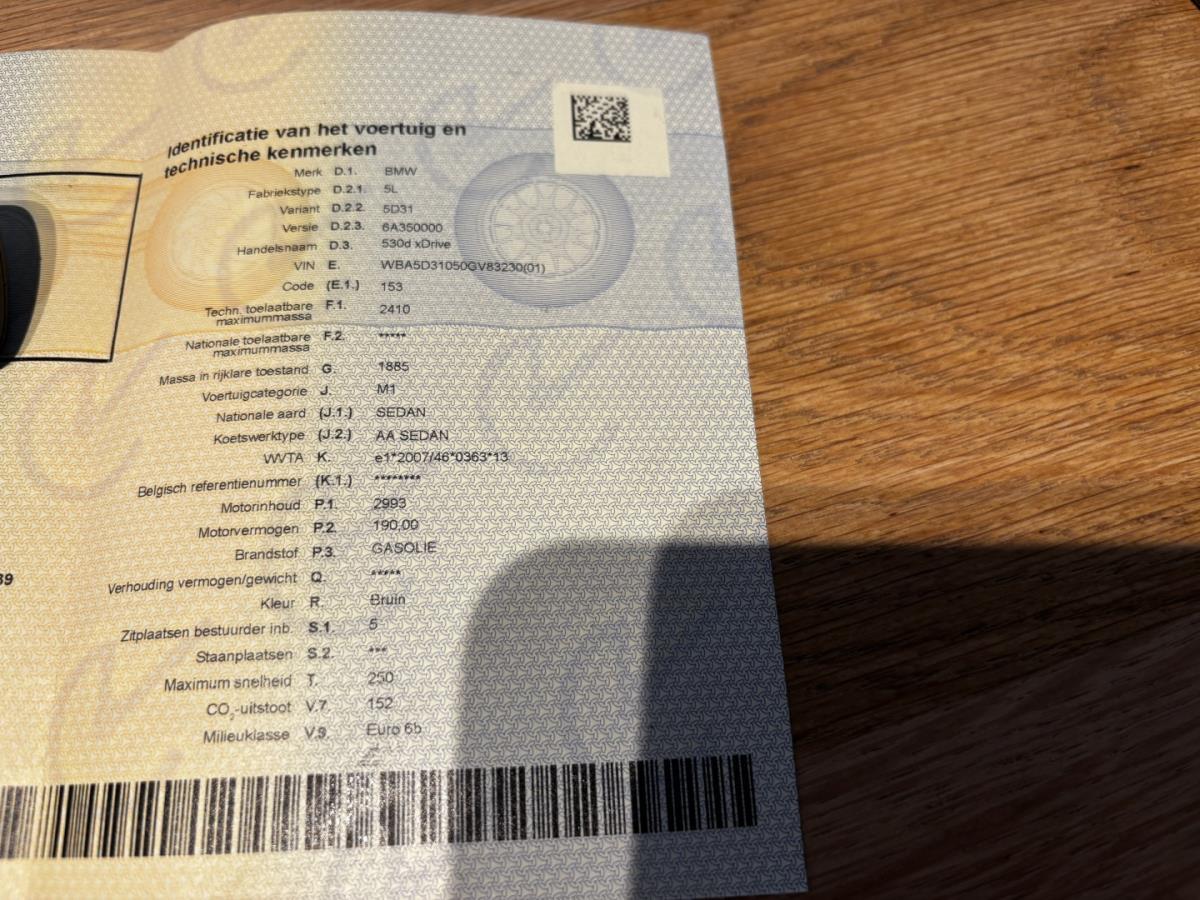 Identificatie van het voertuig en
technische kenmerken
Merk D.1. BMW
Fabriekstype D.2.1. 5L
Variant D.2.2. 5D31
Versie D.2.3. 6A350000
Handelsnaam D.3. 530d xDrive
VIN E. WBA5D31050GV83230(01)
Code (E.1.) 153
Techn. toelaatbare F.1. 2410
maximummassa
Nationale toelaatbare F.2. *****
maximummassa
Massa in rijklare toestand G. 1885
Voertuigcategorie J. M1
Nationale aard (J.1.) SEDAN
Koetswerktype (J.2.) AA SEDAN
WVTA K. e1*2007/46*0363*13
Belgisch referentienummer (K.1.) ********
Motorinhoud P.1. 2993
Motorvermogen P.2. 190,00
Brandstof P.3. GASOLIE
39
Verhouding vermogen/gewicht Q. *****
Kleur R. Bruin
Zitplaatsen bestuurder inb. S.1. 5
Staanplaatsen S.2. ***
Maximum snelheid T. 250
CO₂-uitstoot V.7. 152
Milieuklasse V.9. Euro 6b